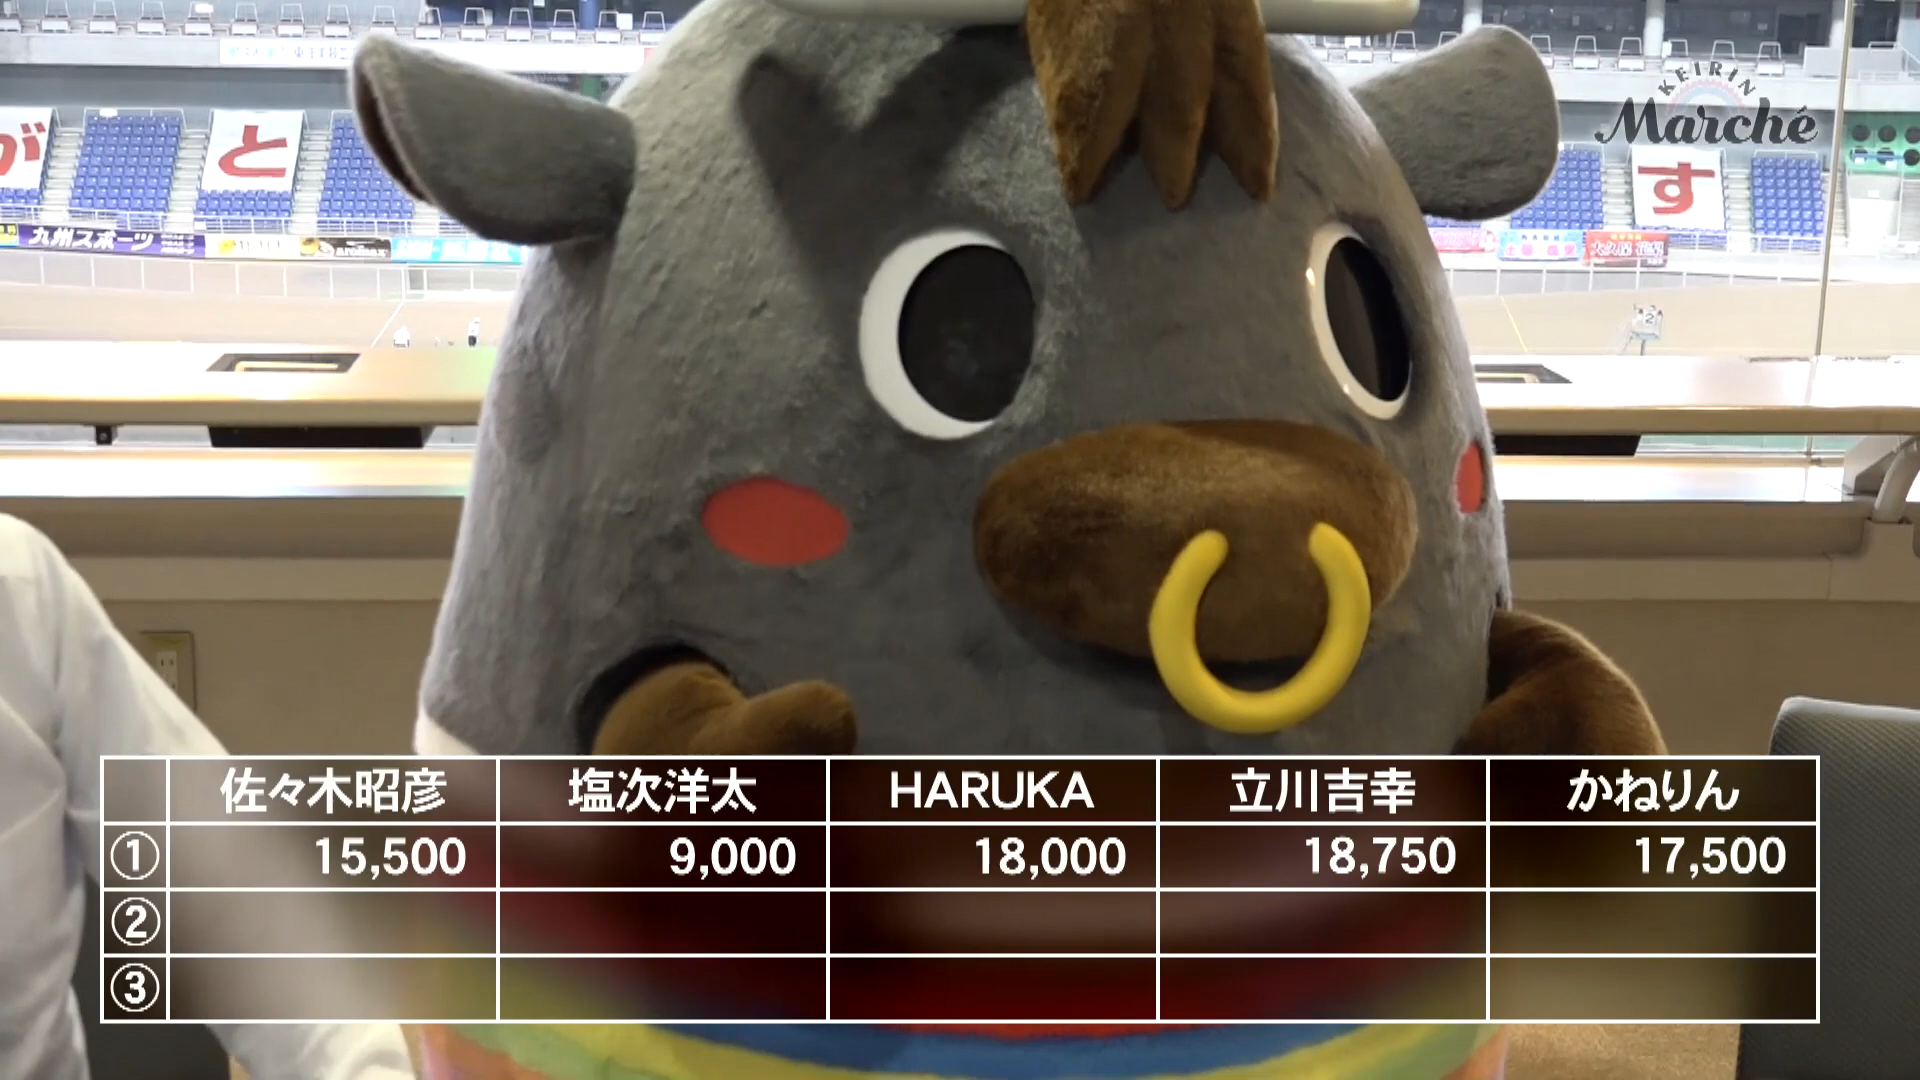 KEIRIN
Marché
が と す
九州スポーツ
2
佐々木昭彦 塩次洋太 HARUKA 立川吉幸 かねりん
① 15,500 9,000 18,000 18,750 17,500
②
③